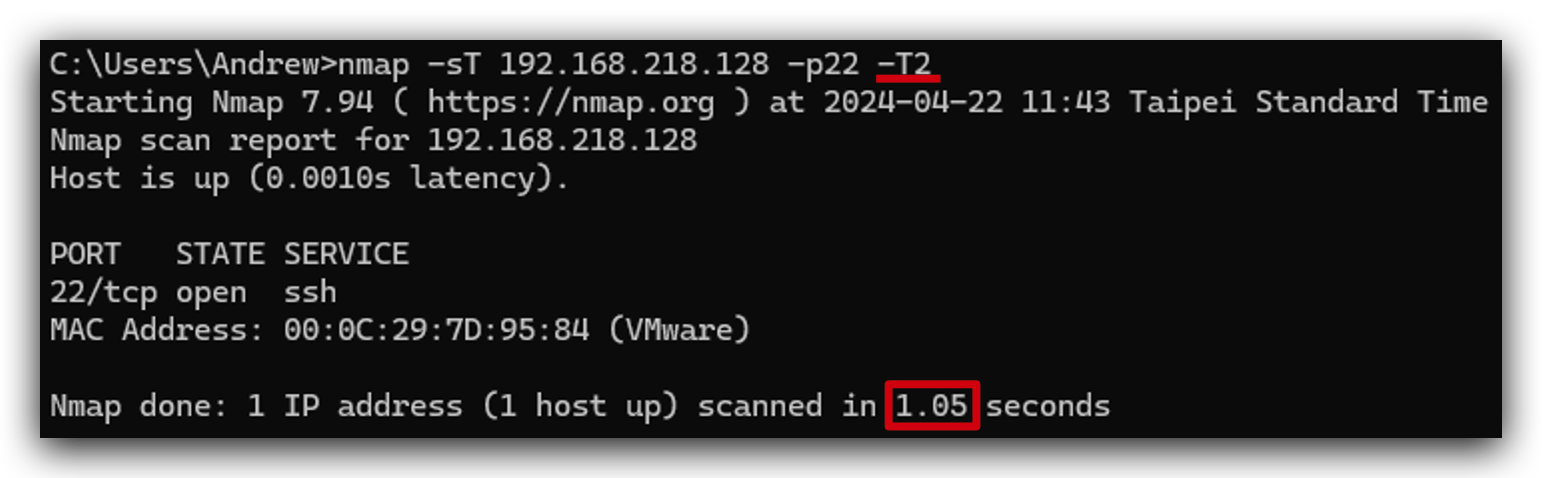 C:\Users\Andrew>nmap -sT 192.168.218.128 -p22 -T2
Starting Nmap 7.94 ( https://nmap.org ) at 2024-04-22 11:43 Taipei Standard Time
Nmap scan report for 192.168.218.128
Host is up (0.0010s latency).
PORT   STATE SERVICE
22/tcp open  ssh
MAC Address: 00:0C:29:7D:95:84 (VMware)
Nmap done: 1 IP address (1 host up) scanned in 1.05 seconds